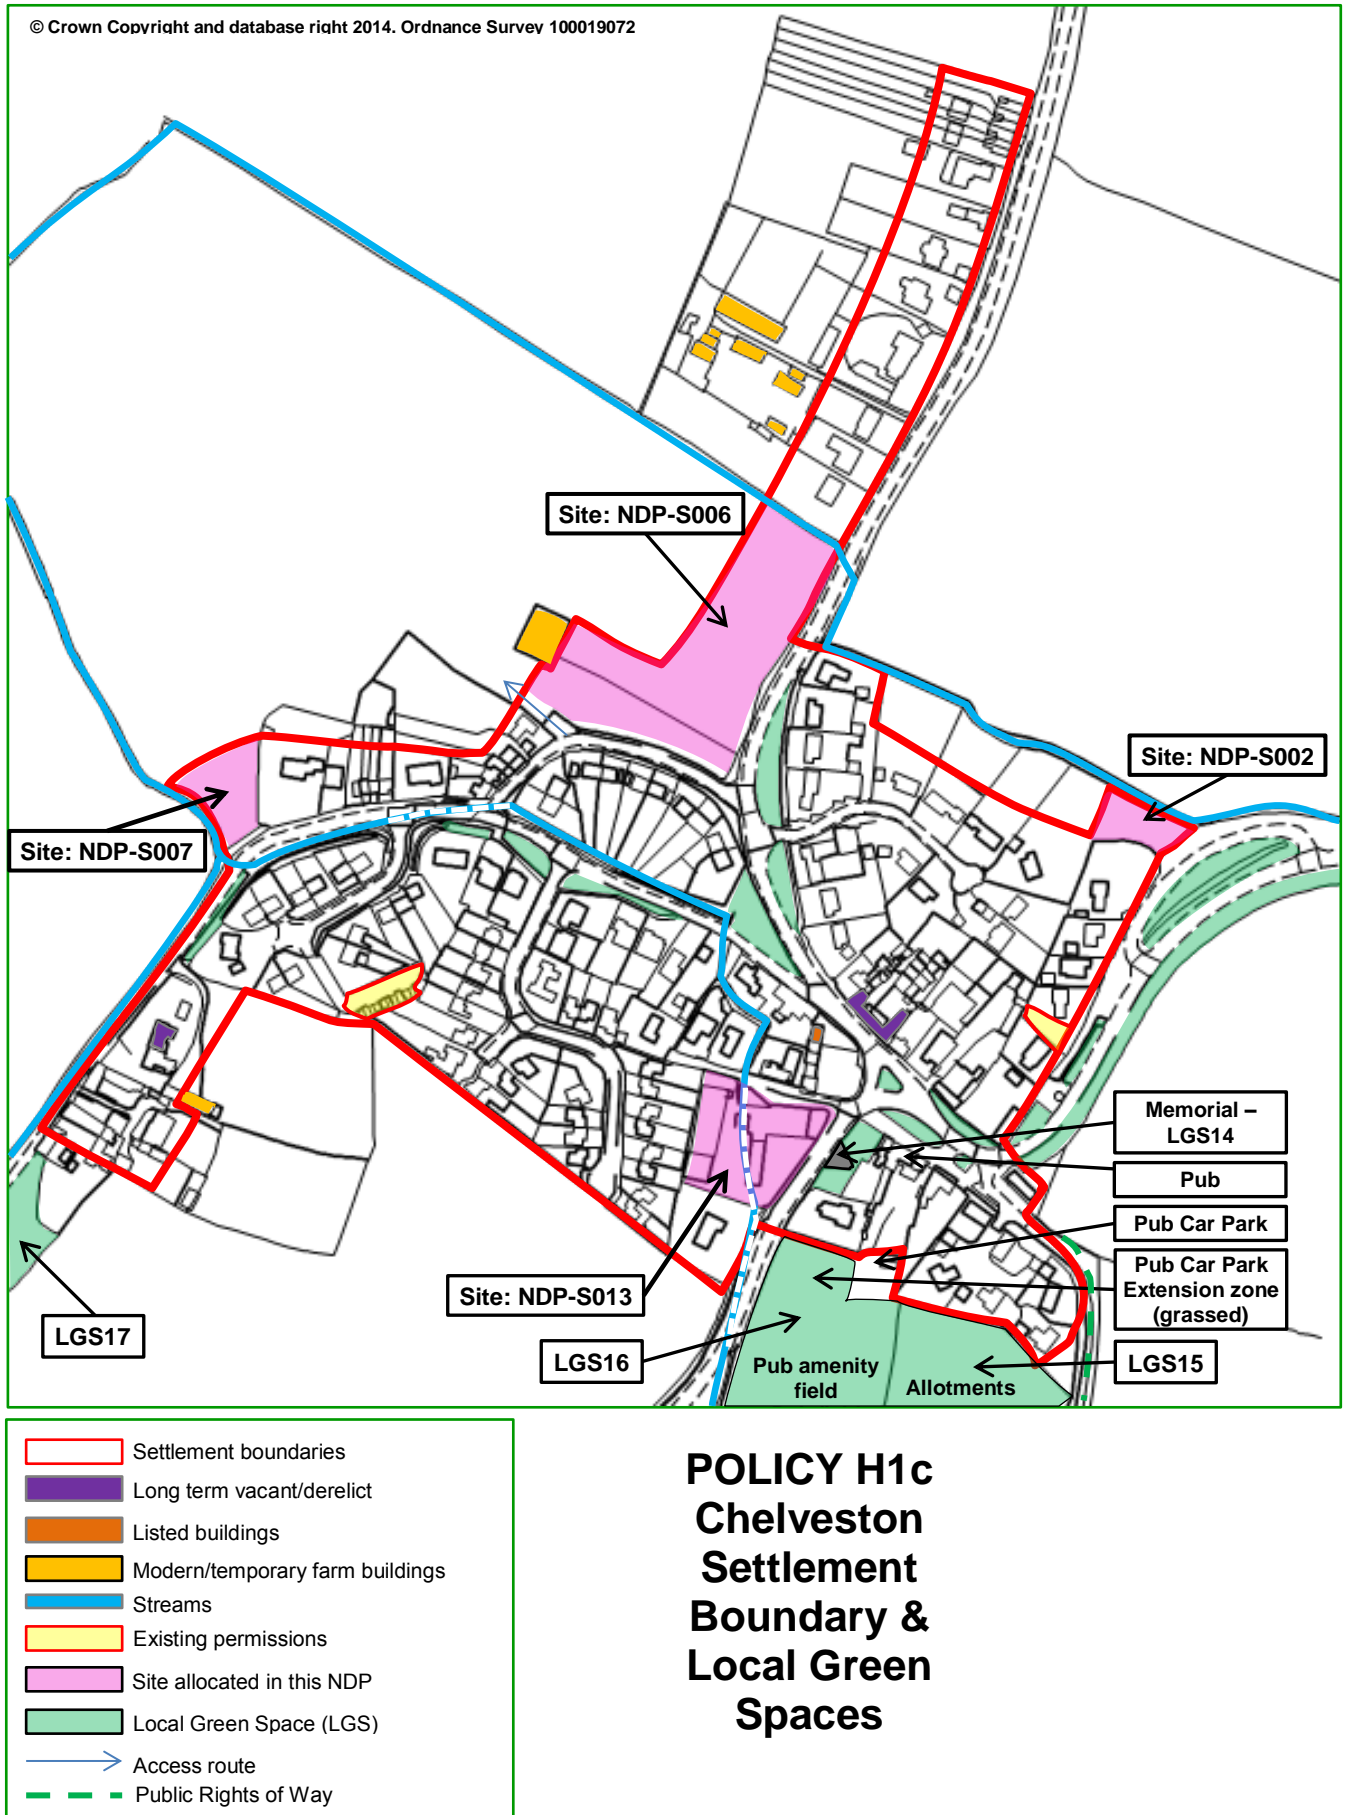 © Crown Copyright and database right 2014. Ordnance Survey 100019072
Site: NDP-S006
Site: NDP-S002
Site: NDP-S007
Memorial –
LGS14
Pub
Pub Car Park
Pub Car Park
Extension zone
(grassed)
Site: NDP-S013
LGS17
LGS16
LGS15
Pub amenity
field
Allotments
Settlement boundaries
Long term vacant/derelict
Listed buildings
Modern/temporary farm buildings
Streams
Existing permissions
Site allocated in this NDP
Local Green Space (LGS)
Access route
Public Rights of Way
POLICY H1c
Chelveston
Settlement
Boundary &
Local Green
Spaces